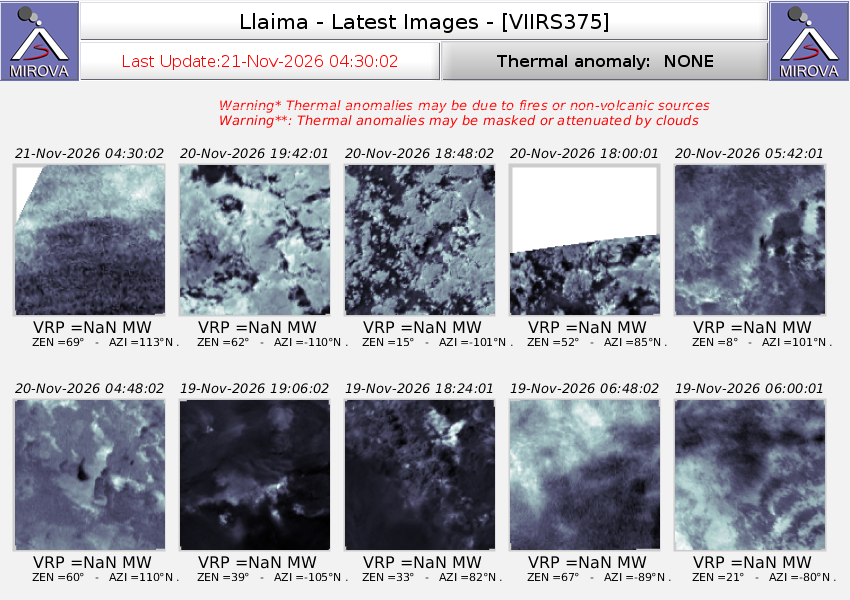 Llaima - Latest Images - [VIIRS375]
MIROVA
Last Update:21-Nov-2026 04:30:02
Thermal anomaly: NONE
MIROVA
Warning* Thermal anomalies may be due to fires or non-volcanic sources
Warning**: Thermal anomalies may be masked or attenuated by clouds
21-Nov-2026 04:30:02
20-Nov-2026 19:42:01
20-Nov-2026 18:48:02
20-Nov-2026 18:00:01
20-Nov-2026 05:42:01
VRP =NaN MW
VRP =NaN MW
VRP =NaN MW
VRP =NaN MW
VRP =NaN MW
ZEN =69° - AZI =113°N .
ZEN =62° - AZI =-110°N .
ZEN =15° - AZI =-101°N .
ZEN =52° - AZI =85°N .
ZEN =8° - AZI =101°N .
20-Nov-2026 04:48:02
19-Nov-2026 19:06:02
19-Nov-2026 18:24:01
19-Nov-2026 06:48:02
19-Nov-2026 06:00:01
VRP =NaN MW
VRP =NaN MW
VRP =NaN MW
VRP =NaN MW
VRP =NaN MW
ZEN =60° - AZI =110°N .
ZEN =39° - AZI =-105°N .
ZEN =33° - AZI =82°N .
ZEN =67° - AZI =-89°N .
ZEN =21° - AZI =-80°N .